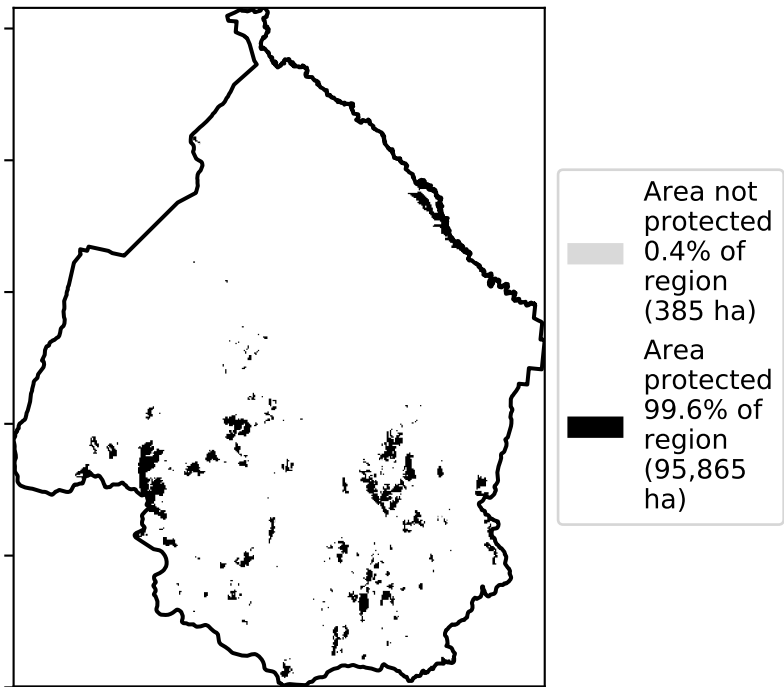 Area not
protected
0.4% of
region
(385 ha)
Area
protected
99.6% of
region
(95,865
ha)